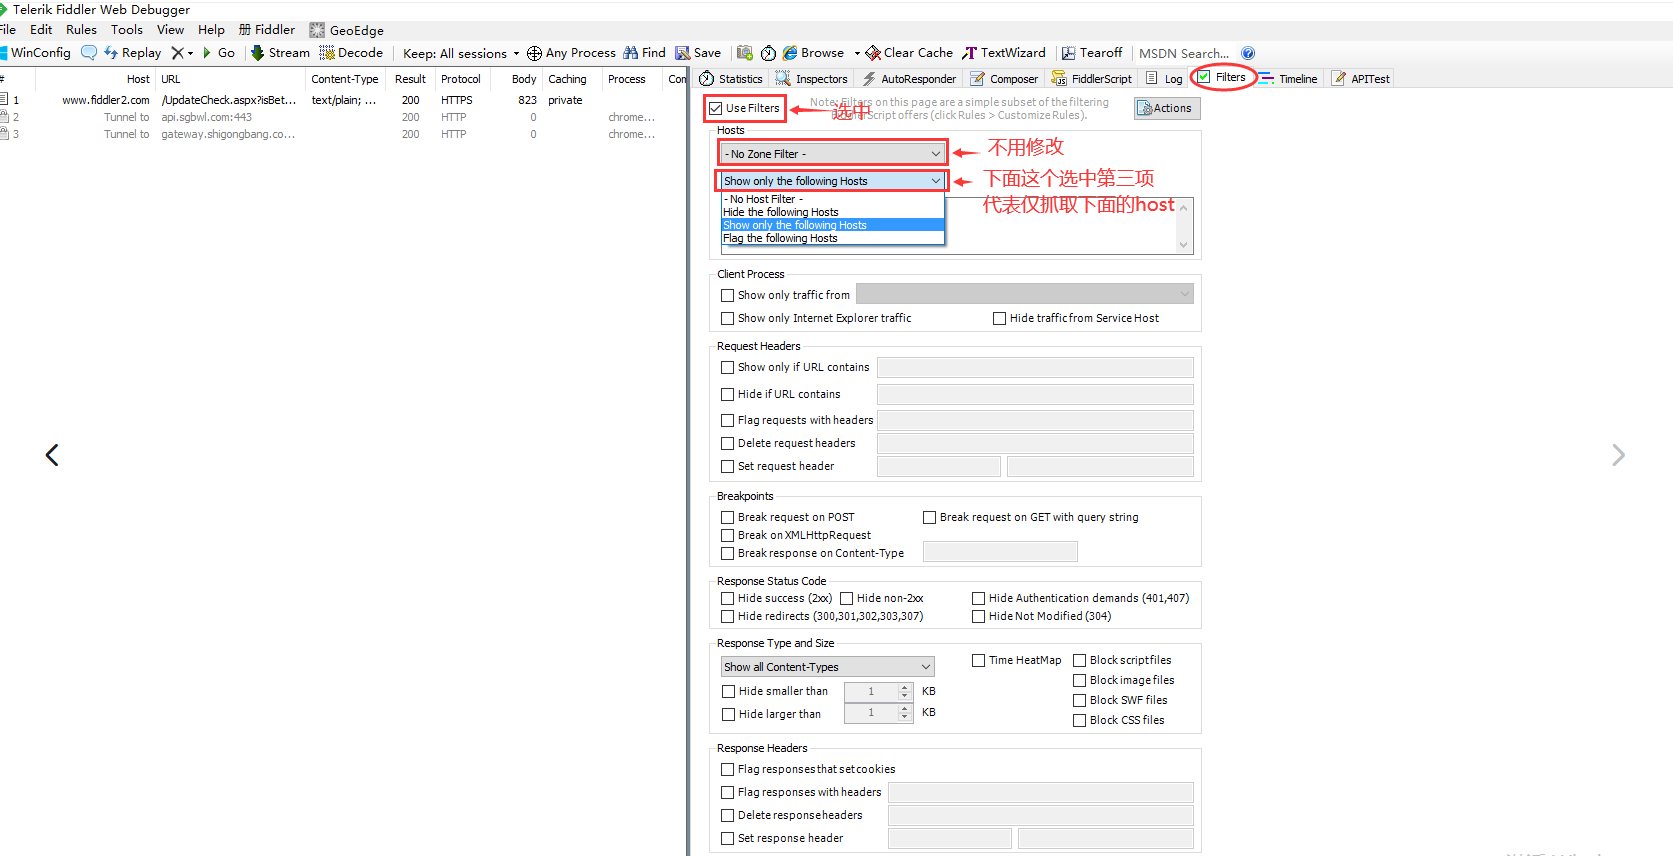 Telerik Fiddler Web Debugger
File Edit Rules Tools View Help 册 Fiddler GeoEdge
WinConfig Replay Go Stream Decode Keep: All sessions Any Process Find Save Browse Clear Cache TextWizard Tearoff MSDN Search...
# Host URL Content-Type Result Protocol Body Caching Process Con
1 www.fiddler2.com /UpdateCheck.aspx?isBet... text/plain; ... 200 HTTPS 823 private
2 Tunnel to api.sgbwl.com:443 200 HTTP 0 chrome...
3 Tunnel to gateway.shigongbang.co... 200 HTTP 0 chrome...
Statistics Inspectors AutoResponder Composer FiddlerScript Log Filters Timeline APITest
Use Filters
选中
Note: Filters on this page are a simple subset of the filtering
FiddlerScript offers (click Rules > Customize Rules).
Actions
Hosts
- No Zone Filter -
不用修改
Show only the following Hosts
下面这个选中第三项
代表仅抓取下面的host
- No Host Filter -
Hide the following Hosts
Show only the following Hosts
Flag the following Hosts
Client Process
Show only traffic from
Show only Internet Explorer traffic Hide traffic from Service Host
Request Headers
Show only if URL contains
Hide if URL contains
Flag requests with headers
Delete request headers
Set request header
Breakpoints
Break request on POST Break request on GET with query string
Break on XMLHttpRequest
Break response on Content-Type
Response Status Code
Hide success (2xx) Hide non-2xx Hide Authentication demands (401,407)
Hide redirects (300,301,302,303,307) Hide Not Modified (304)
Response Type and Size
Show all Content-Types Time HeatMap Block script files
Block image files
Hide smaller than 1 KB
Block SWF files
Hide larger than 1 KB
Block CSS files
Response Headers
Flag responses that set cookies
Flag responses with headers
Delete response headers
Set response header